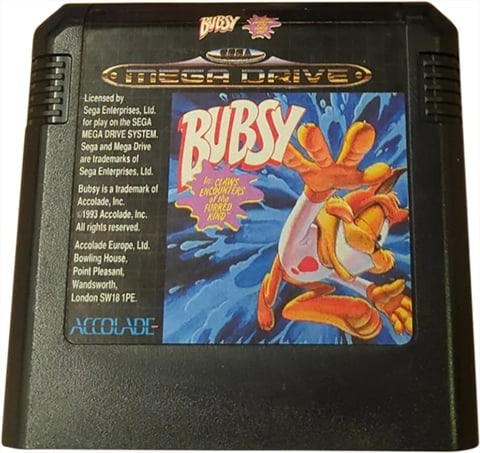 BUBSY
SEGA
MEGA DRIVE
Licensed by
Sega Enterprises, Ltd.
for play on the SEGA
MEGA DRIVE SYSTEM.
Sega and Mega Drive
are trademarks of
Sega Enterprises, Ltd.
Bubsy is a trademark of
Accolade, Inc.
©1993 Accolade, Inc.
All rights reserved.
Accolade Europe, Ltd.
Bowling House,
Point Pleasant,
Wandsworth,
London SW18 1PE.
ACCOLADE
BUBSY
in: CLAWS
ENCOUNTERS
of the
FURRED
KIND™